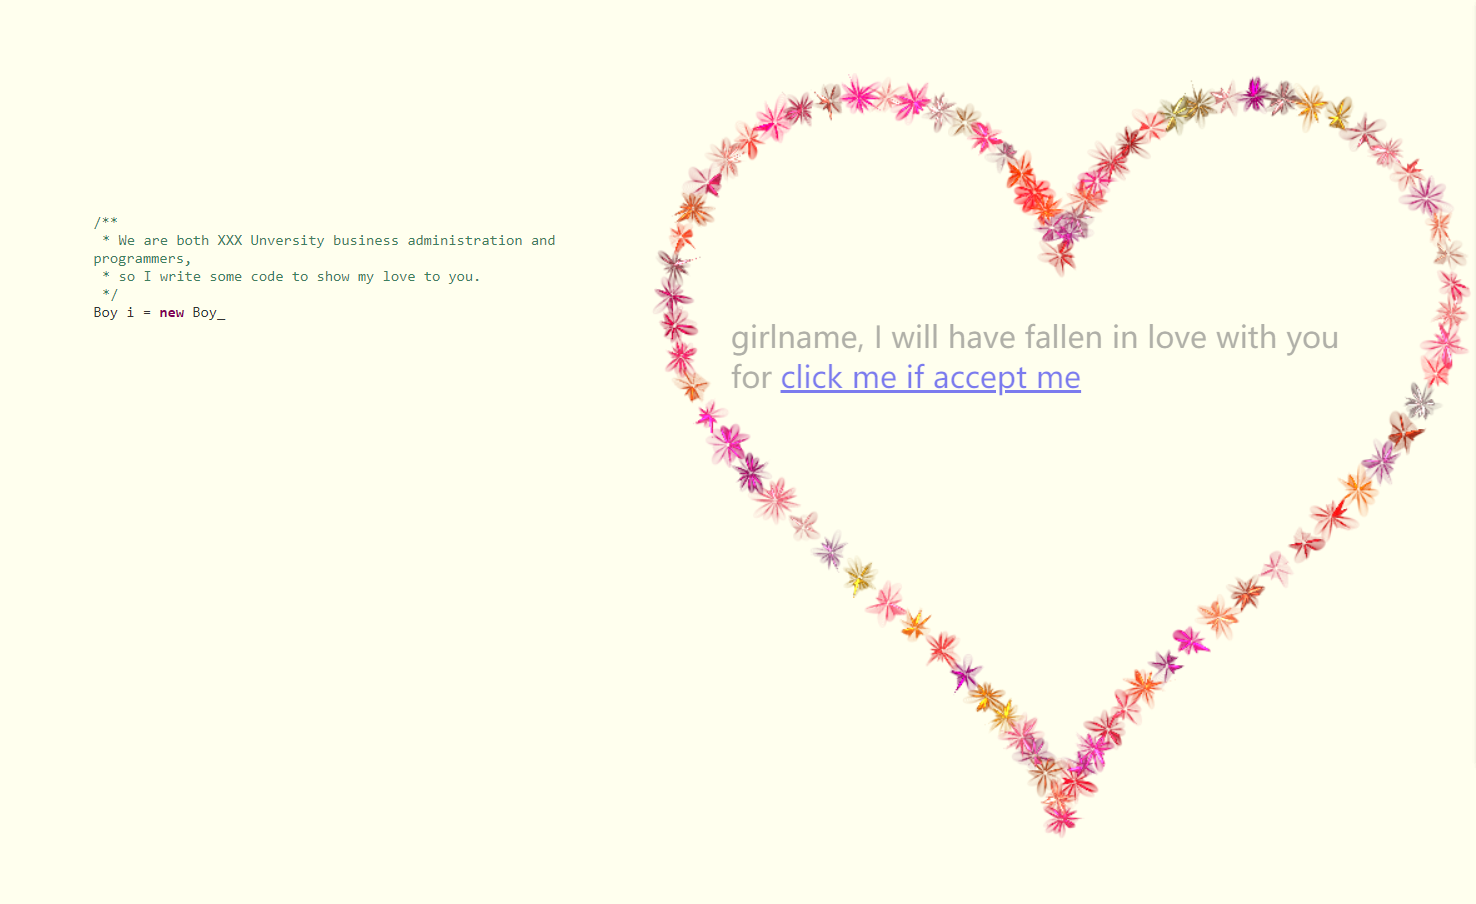 /**
 * We are both XXX Unversity business administration and
programmers,
 * so I write some code to show my love to you.
 */
Boy i = new Boy_
girlname, I will have fallen in love with you
for click me if accept me